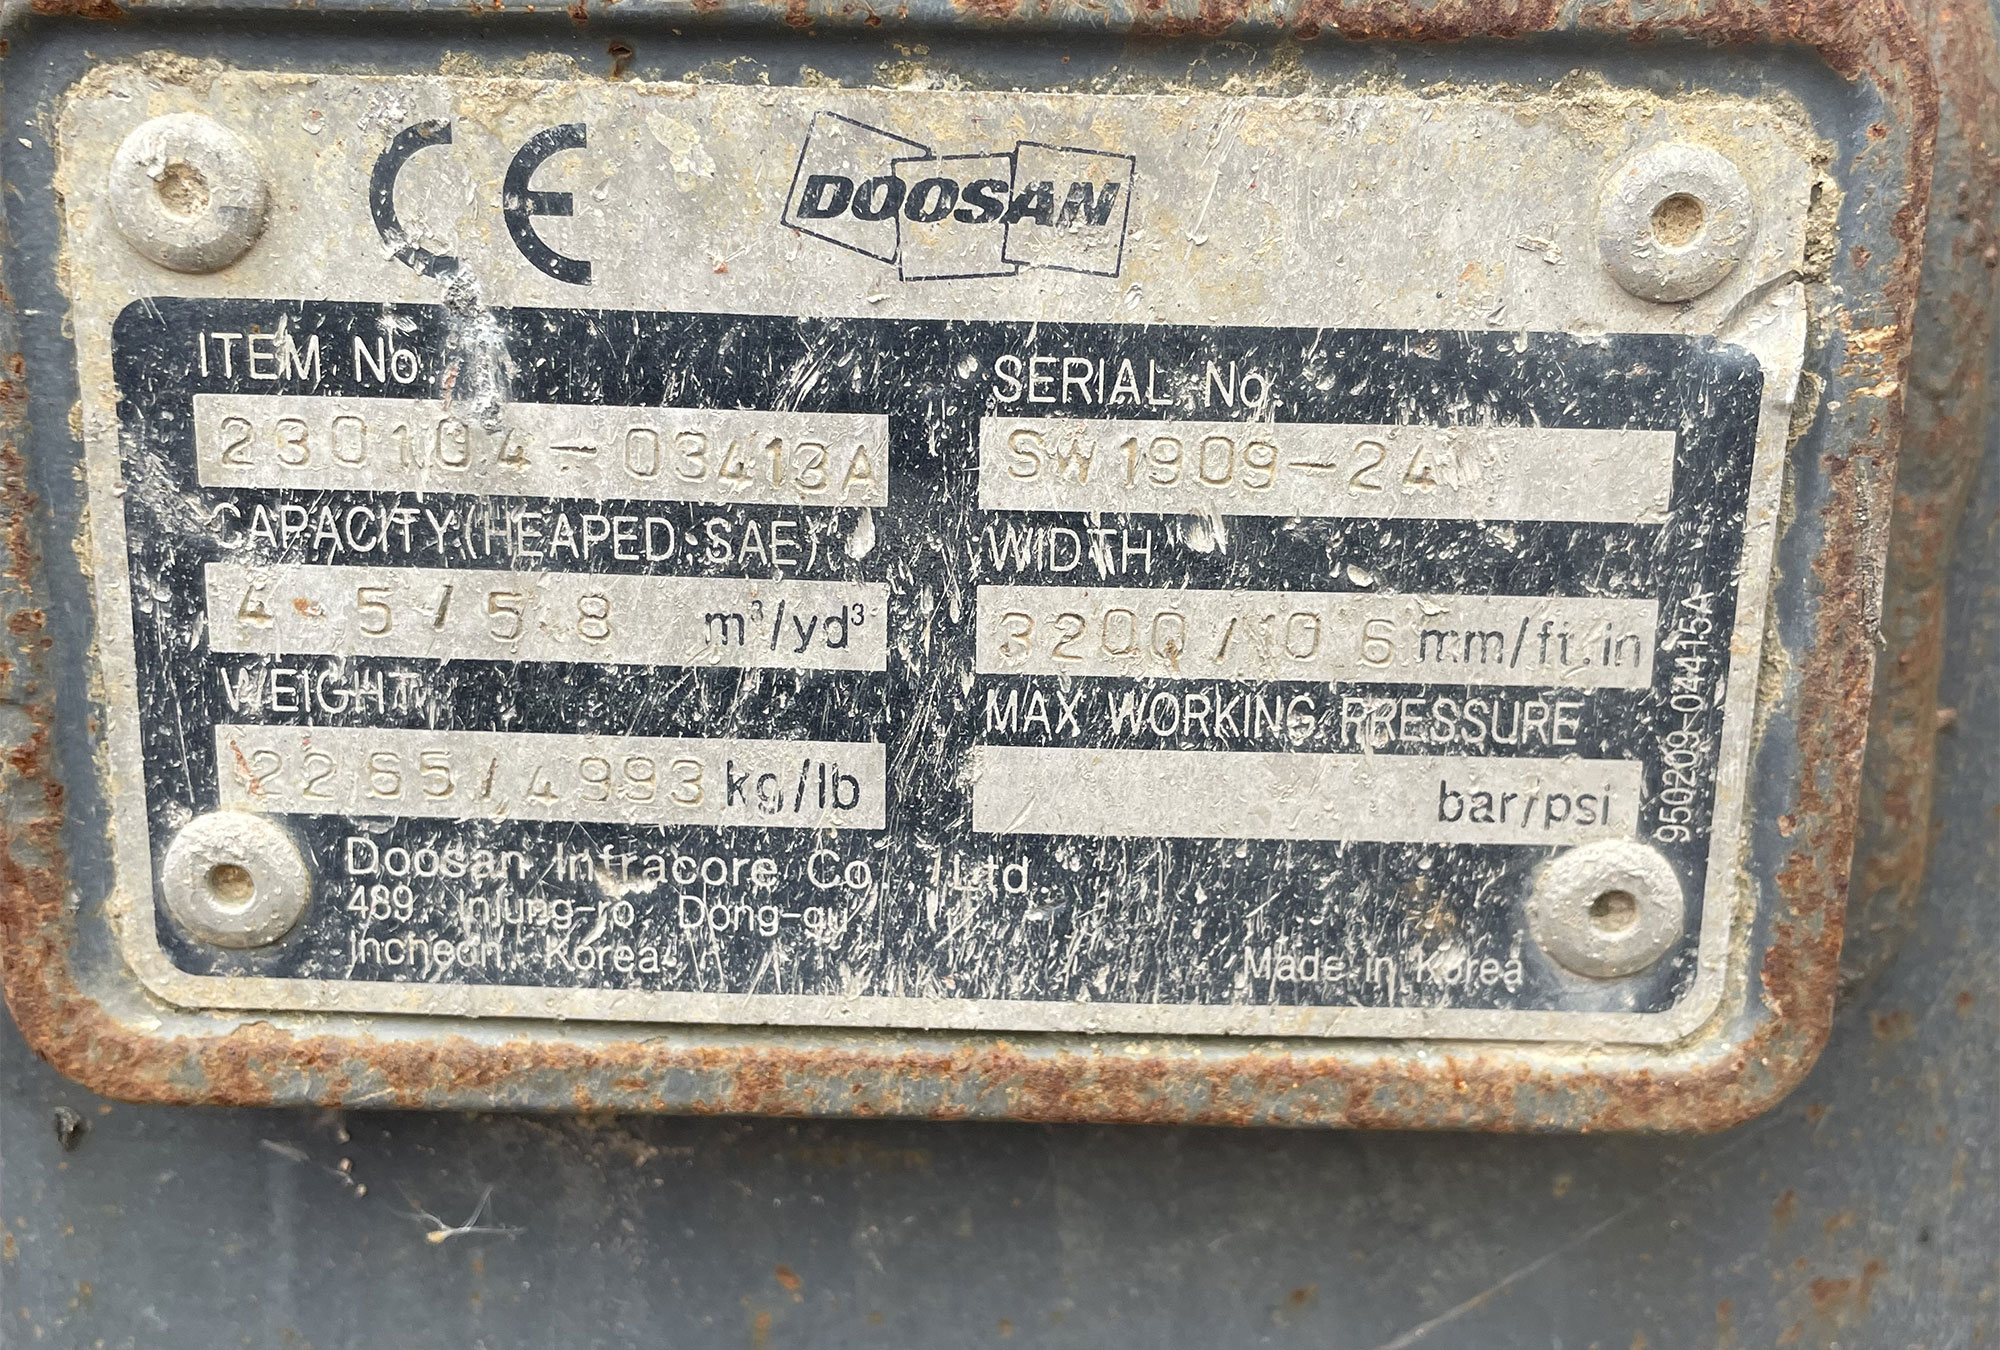 CE DOOSAN
ITEM No. SERIAL No.
230104-03413A SW1909-24
CAPACITY (HEAPED, SAE) WIDTH
4.5/5.8 m³/yd³ 3200/10 6 mm/ft.in
WEIGHT MAX WORKING PRESSURE
2265/4993 kg/lb bar/psi
950209-04415A
Doosan Infracore Co., Ltd.
489, Injung-ro, Dong-gu,
Incheon, Korea
Made in Korea